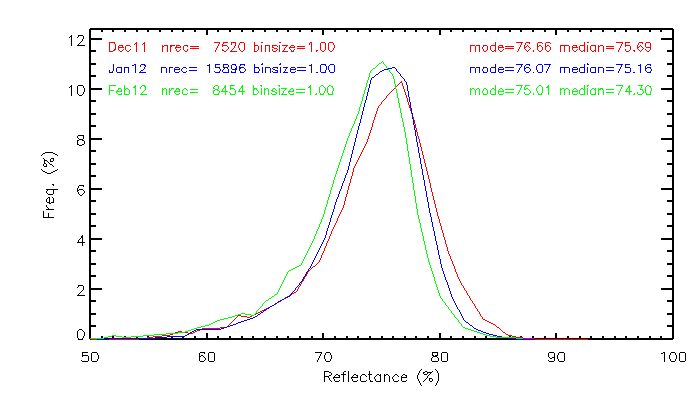 Dec11 nrec= 7520 binsize=1.00 mode=76.66 median=75.69
Jan12 nrec= 15896 binsize=1.00 mode=76.07 median=75.16
Feb12 nrec= 8454 binsize=1.00 mode=75.01 median=74.30
12
10
8
6
4
2
0
Freq. (%)
50 60 70 80 90 100
Reflectance (%)